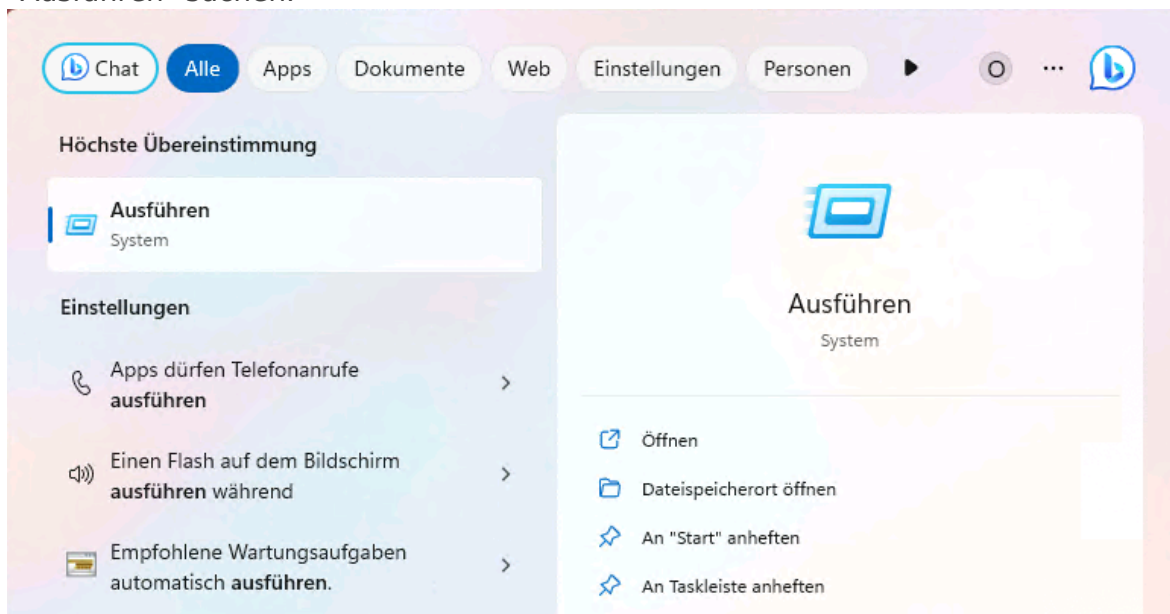 Chat Alle Apps Dokumente Web Einstellungen Personen O ...
Höchste Übereinstimmung
Ausführen
System
Einstellungen
Apps dürfen Telefonanrufe
ausführen
Einen Flash auf dem Bildschirm
ausführen während
Empfohlene Wartungsaufgaben
automatisch ausführen.
Ausführen
System
Öffnen
Dateispeicherort öffnen
An "Start" anheften
An Taskleiste anheften